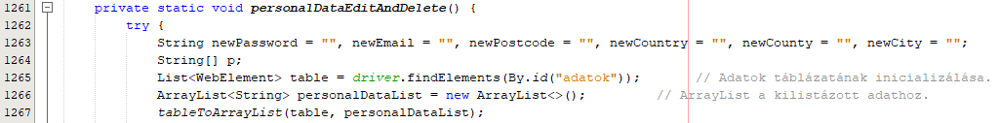 1261 private static void personalDataEditAndDelete() {
1262 try {
1263 String newPassword = "", newEmail = "", newPostcode = "", newCountry = "", newCounty = "", newCity = "";
1264 String[] p;
1265 List<WebElement> table = driver.findElements(By.id("adatok")); // Adatok táblázatának inicializálása.
1266 ArrayList<String> personalDataList = new ArrayList<>(); // ArrayList a kilistázott adathoz.
1267 tableToArrayList(table, personalDataList);